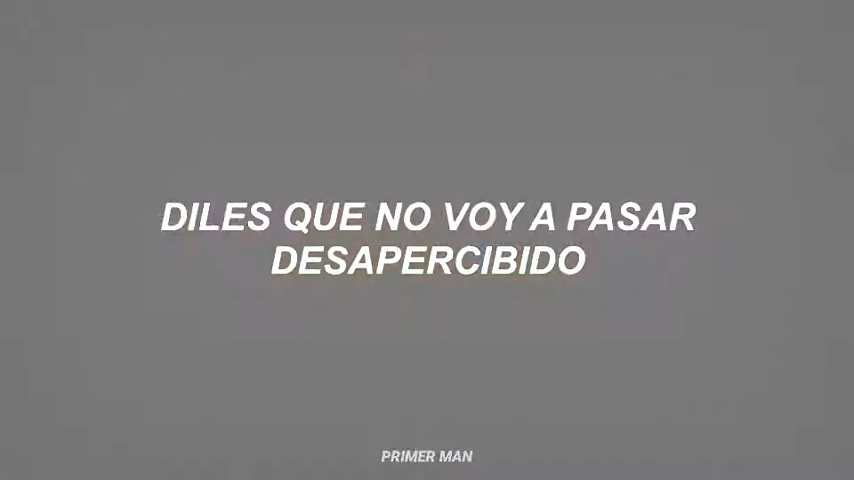 DILES QUE NO VOY A PASAR
DESAPERCIBIDO
PRIMER MAN